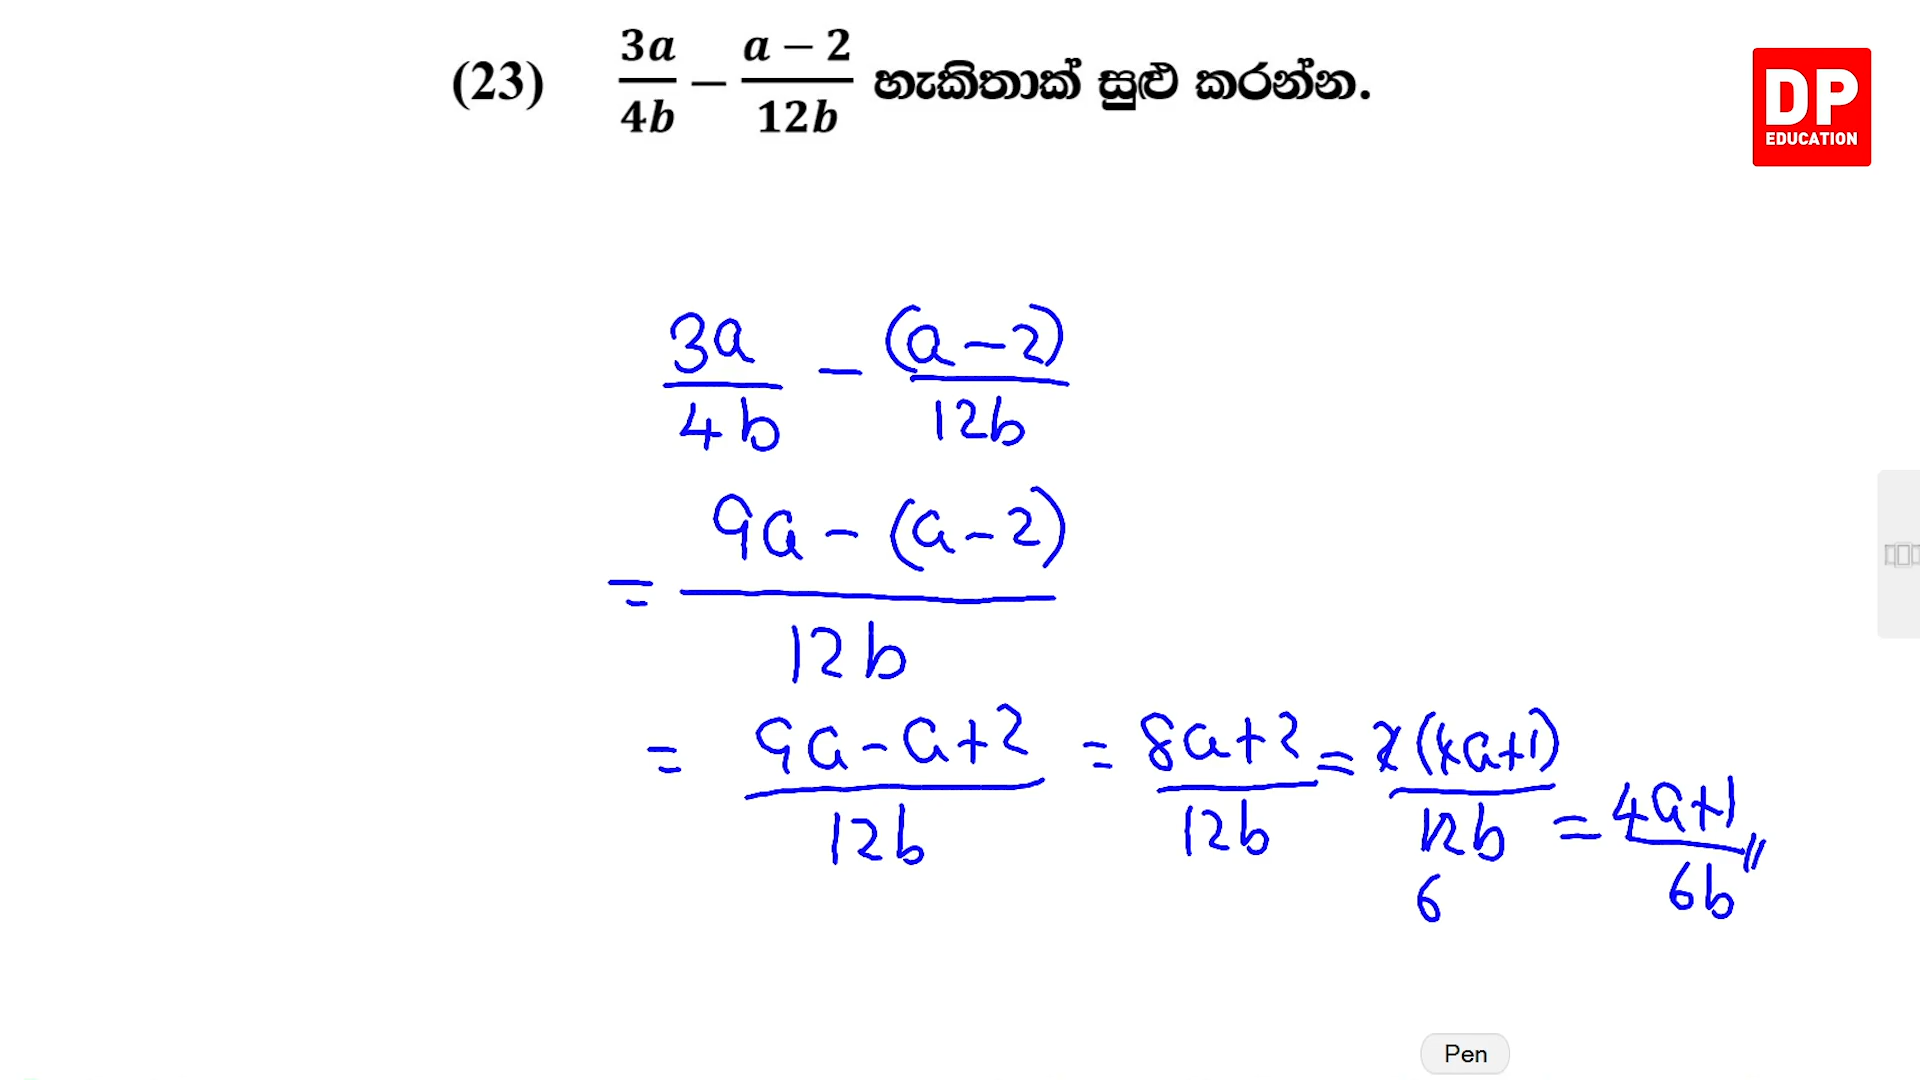 (23) 3a/4b − a − 2/12b හැකිතාක් සුළු කරන්න.
DP
EDUCATION
3a/4b − (a−2)/12b
= 9a − (a−2)/12b
= 9a − a+2/12b = 8a+2/12b = 2(4a+1)/12b = 4a+1/6b
6
Pen